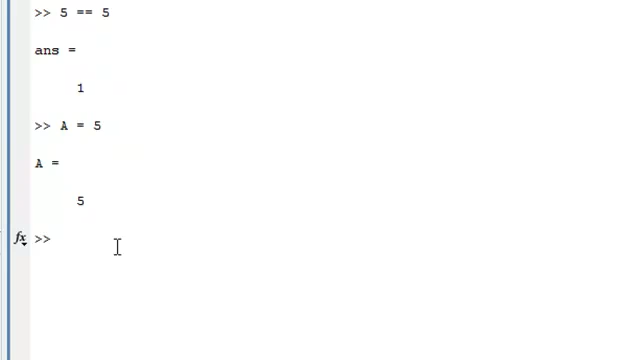 >> 5 == 5
ans =
1
>> A = 5
A =
5
fx >>